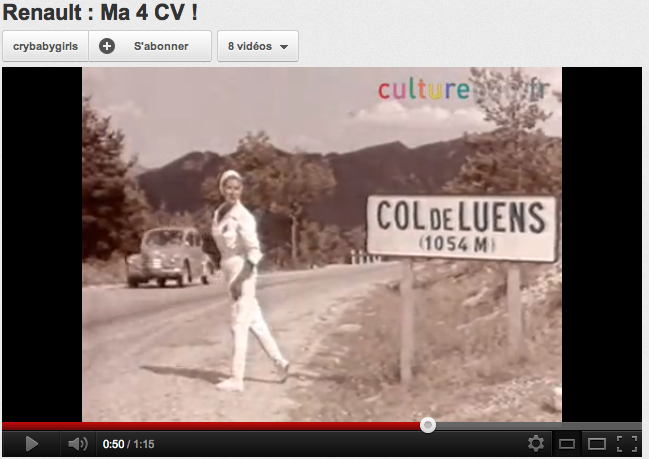 Renault : Ma 4 CV !
crybabygirls
S'abonner
8 vidéos
culture
fr
COL DE LUENS
(1054 M)
0:50 / 1:15